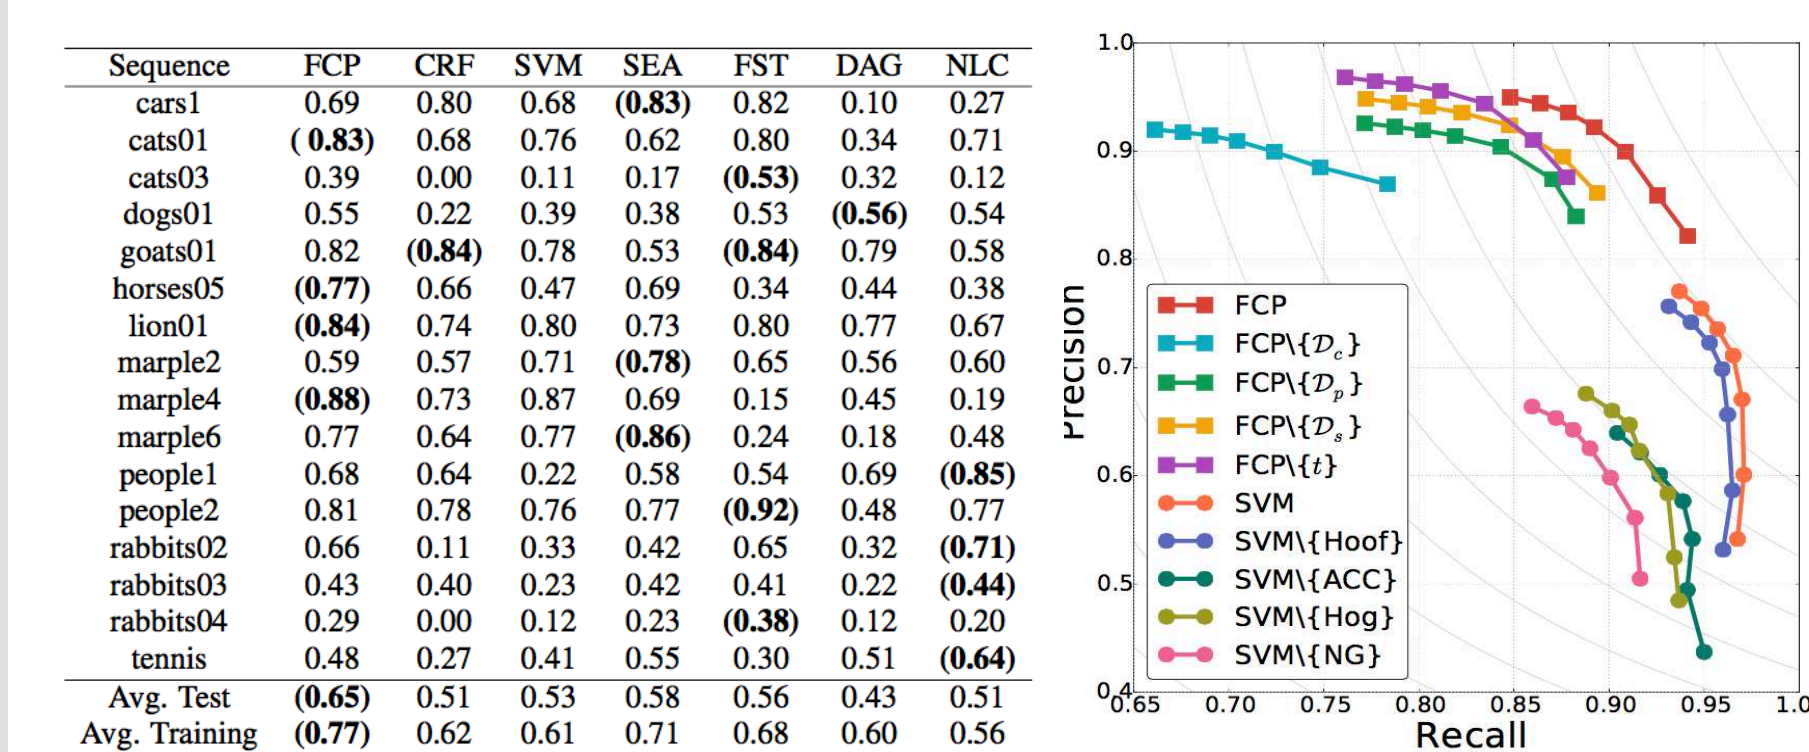 Sequence FCP CRF SVM SEA FST DAG NLC
cars1 0.69 0.80 0.68 (0.83) 0.82 0.10 0.27
cats01 ( 0.83) 0.68 0.76 0.62 0.80 0.34 0.71
cats03 0.39 0.00 0.11 0.17 (0.53) 0.32 0.12
dogs01 0.55 0.22 0.39 0.38 0.53 (0.56) 0.54
goats01 0.82 (0.84) 0.78 0.53 (0.84) 0.79 0.58
horses05 (0.77) 0.66 0.47 0.69 0.34 0.44 0.38
lion01 (0.84) 0.74 0.80 0.73 0.80 0.77 0.67
marple2 0.59 0.57 0.71 (0.78) 0.65 0.56 0.60
marple4 (0.88) 0.73 0.87 0.69 0.15 0.45 0.19
marple6 0.77 0.64 0.77 (0.86) 0.24 0.18 0.48
people1 0.68 0.64 0.22 0.58 0.54 0.69 (0.85)
people2 0.81 0.78 0.76 0.77 (0.92) 0.48 0.77
rabbits02 0.66 0.11 0.33 0.42 0.65 0.32 (0.71)
rabbits03 0.43 0.40 0.23 0.42 0.41 0.22 (0.44)
rabbits04 0.29 0.00 0.12 0.23 (0.38) 0.12 0.20
tennis 0.48 0.27 0.41 0.55 0.30 0.51 (0.64)
Avg. Test (0.65) 0.51 0.53 0.58 0.56 0.43 0.51
Avg. Training (0.77) 0.62 0.61 0.71 0.68 0.60 0.56
1.0
0.9
0.8
0.7
0.6
0.5
0.4
Precision
FCP
FCP\{𝒟c}
FCP\{𝒟p}
FCP\{𝒟s}
FCP\{t}
SVM
SVM\{Hoof}
SVM\{ACC}
SVM\{Hog}
SVM\{NG}
0.65 0.70 0.75 0.80 0.85 0.90 0.95 1.0
Recall